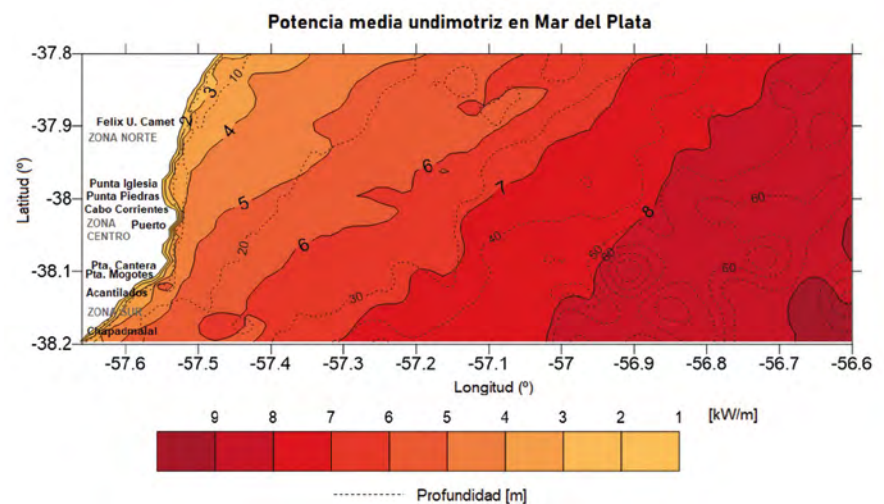 Potencia media undimotriz en Mar del Plata
-37.8
-37.9
-38
-38.1
-38.2
Latitud (º)
Felix U. Camet
ZONA NORTE
Punta Iglesia
Punta Piedras
Cabo Corrientes
ZONA
CENTRO
Puerto
Pta. Cantera
Pta. Mogotes
Acantilados
ZONA SUR
Chapadmalal
2
3
10
4
5
20
6
6
30
7
40
8
50
60
60
60
-57.6
-57.5
-57.4
-57.3
-57.2
-57.1
-57
-56.9
-56.8
-56.7
-56.6
Longitud (º)
9 8 7 6 5 4 3 2 1 [kW/m]
Profundidad [m]